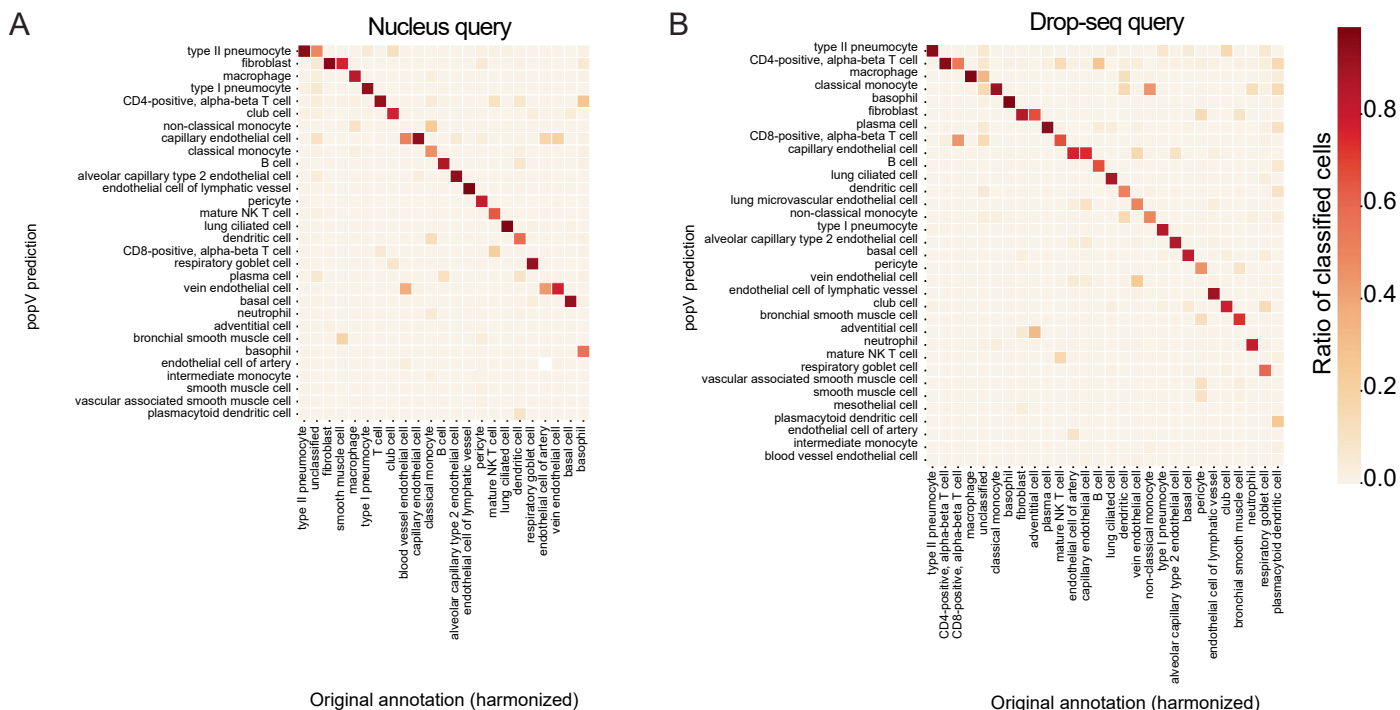 A
Nucleus query
type II pneumocyte
fibroblast
macrophage
type I pneumocyte
CD4-positive, alpha-beta T cell
club cell
non-classical monocyte
capillary endothelial cell
classical monocyte
B cell
alveolar capillary type 2 endothelial cell
endothelial cell of lymphatic vessel
pericyte
mature NK T cell
lung ciliated cell
dendritic cell
CD8-positive, alpha-beta T cell
respiratory goblet cell
plasma cell
vein endothelial cell
basal cell
neutrophil
adventitial cell
bronchial smooth muscle cell
basophil
endothelial cell of artery
intermediate monocyte
smooth muscle cell
vascular associated smooth muscle cell
plasmacytoid dendritic cell
popV prediction
type II pneumocyte
unclassified
fibroblast
smooth muscle cell
macrophage
type I pneumocyte
T cell
club cell
blood vessel endothelial cell
capillary endothelial cell
classical monocyte
B cell
alveolar capillary type 2 endothelial cell
endothelial cell of lymphatic vessel
pericyte
mature NK T cell
lung ciliated cell
dendritic cell
respiratory goblet cell
endothelial cell of artery
vein endothelial cell
basal cell
basophil
Original annotation (harmonized)
B
Drop-seq query
type II pneumocyte
CD4-positive, alpha-beta T cell
macrophage
classical monocyte
basophil
fibroblast
plasma cell
CD8-positive, alpha-beta T cell
capillary endothelial cell
B cell
lung ciliated cell
dendritic cell
lung microvascular endothelial cell
non-classical monocyte
type I pneumocyte
alveolar capillary type 2 endothelial cell
basal cell
pericyte
vein endothelial cell
endothelial cell of lymphatic vessel
club cell
bronchial smooth muscle cell
adventitial cell
neutrophil
mature NK T cell
respiratory goblet cell
vascular associated smooth muscle cell
smooth muscle cell
mesothelial cell
plasmacytoid dendritic cell
endothelial cell of artery
intermediate monocyte
blood vessel endothelial cell
popV prediction
type II pneumocyte
CD4-positive, alpha-beta T cell
CD8-positive, alpha-beta T cell
macrophage
unclassified
classical monocyte
basophil
fibroblast
adventitial cell
plasma cell
mature NK T cell
endothelial cell of artery
capillary endothelial cell
B cell
lung ciliated cell
dendritic cell
vein endothelial cell
non-classical monocyte
type I pneumocyte
alveolar capillary type 2 endothelial cell
basal cell
pericyte
endothelial cell of lymphatic vessel
club cell
bronchial smooth muscle cell
neutrophil
respiratory goblet cell
plasmacytoid dendritic cell
Original annotation (harmonized)
Ratio of classified cells
0.8
0.6
0.4
0.2
0.0